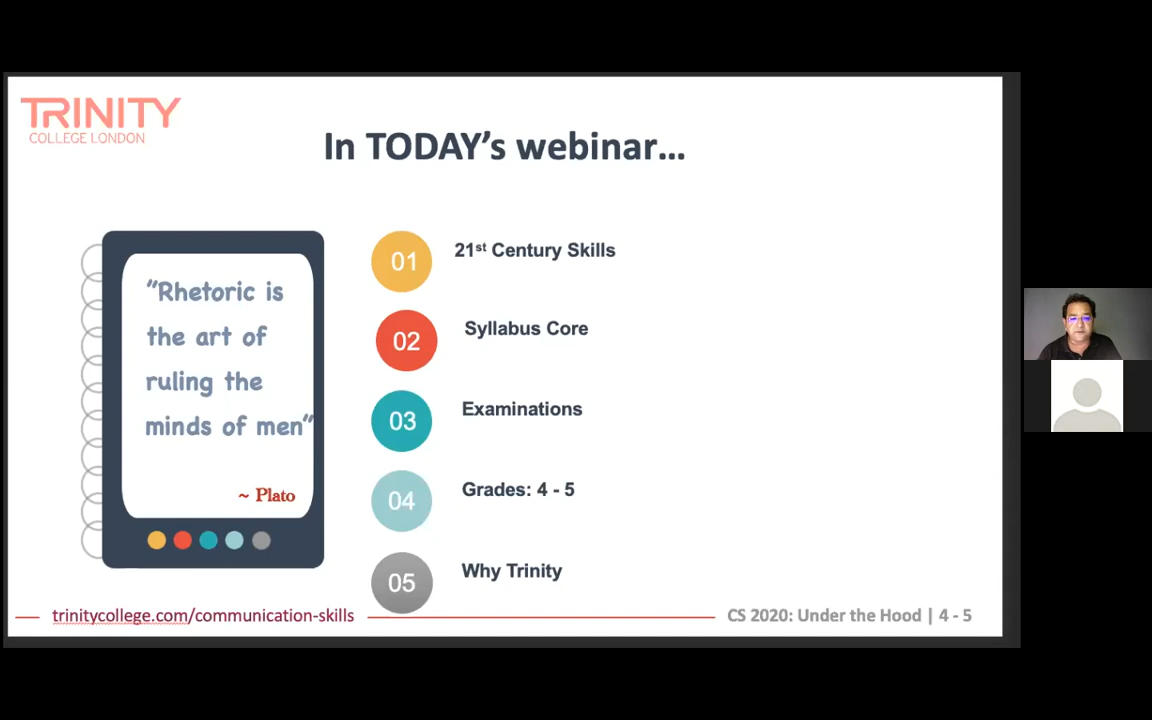 TRINITY
COLLEGE LONDON
In TODAY’s webinar...
“Rhetoric is
the art of
ruling the
minds of men”
~ Plato
01 21st Century Skills
02 Syllabus Core
03 Examinations
04 Grades: 4 - 5
05 Why Trinity
trinitycollege.com/communication-skills
CS 2020: Under the Hood | 4 - 5